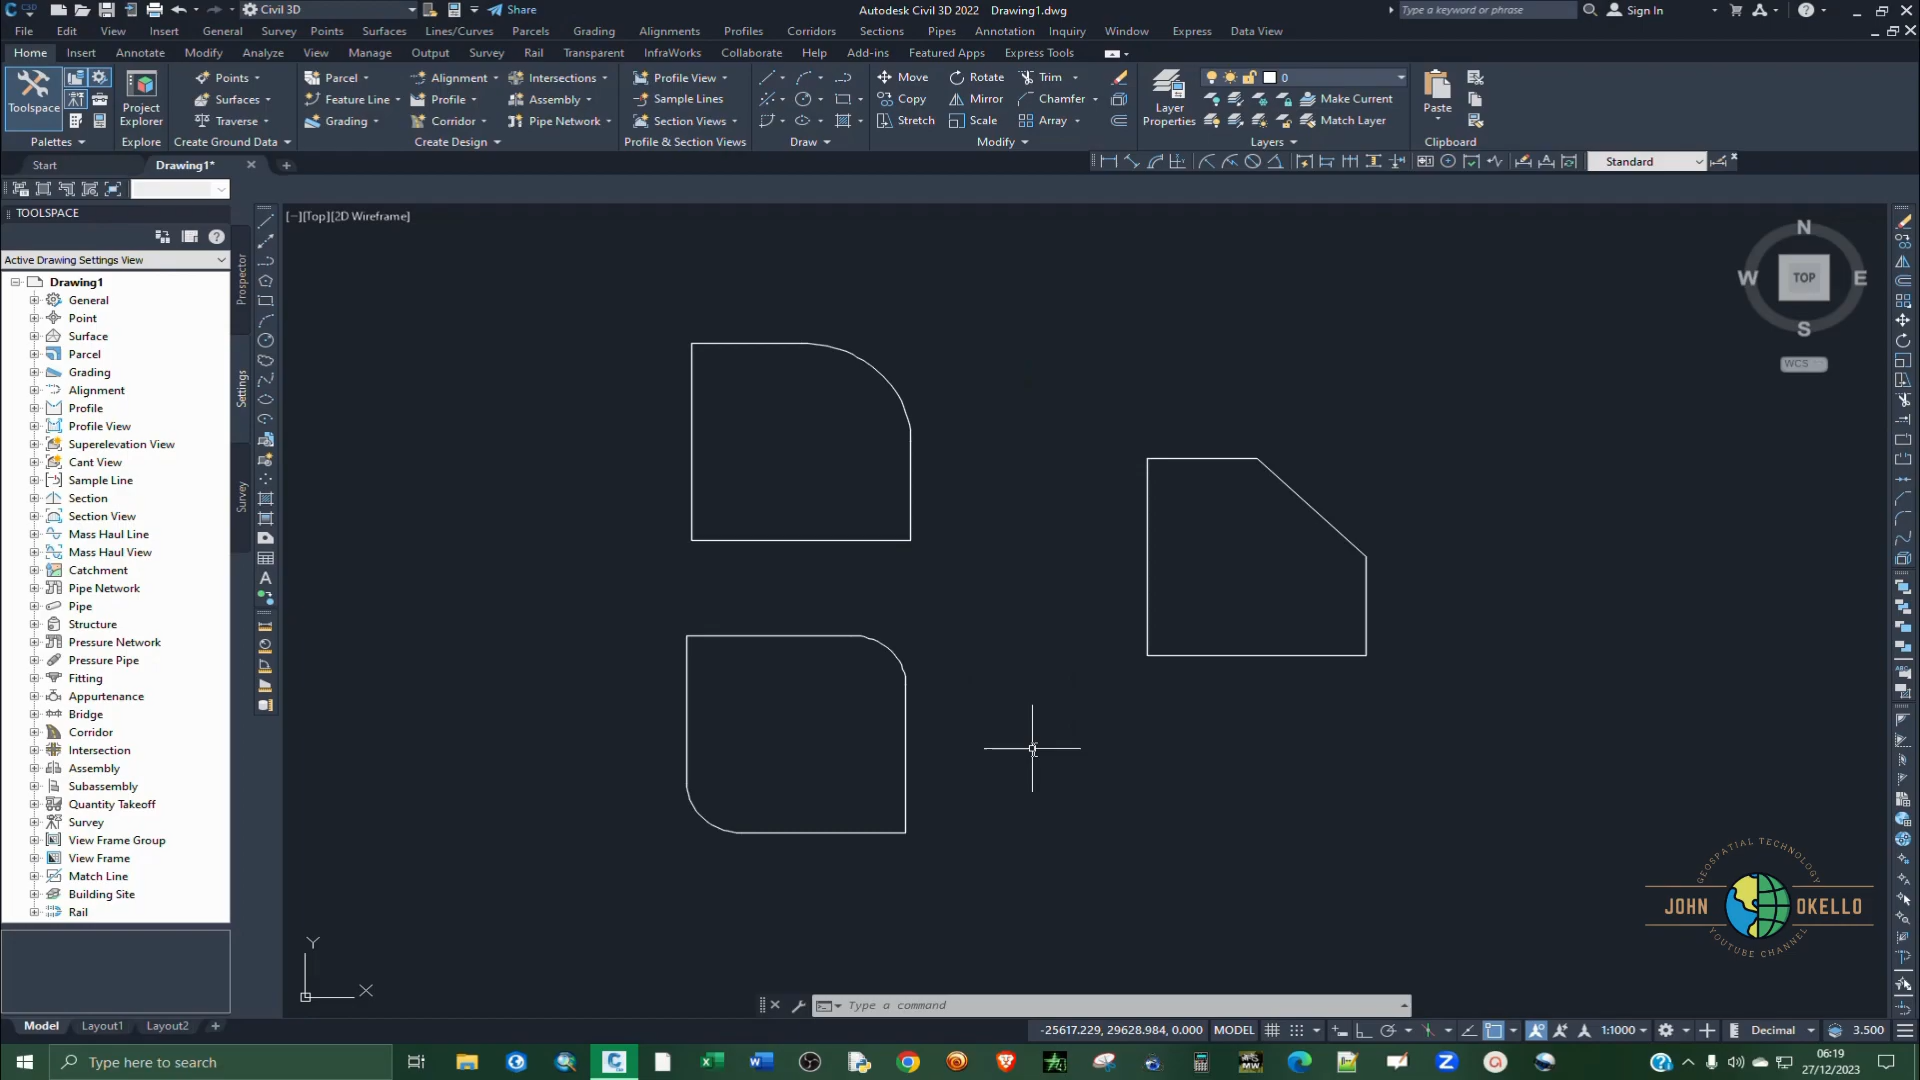 Civil 3D
Share
Autodesk Civil 3D 2022 Drawing1.dwg
Type a keyword or phrase
Sign In
File Edit View Insert General Survey Points Surfaces Lines/Curves Parcels Grading Alignments Profiles Corridors Sections Pipes Annotation Inquiry Window Express Data View
Home Insert Annotate Modify Analyze View Manage Output Survey Rail Transparent InfraWorks Collaborate Help Add-ins Featured Apps Express Tools
Toolspace
Project Explorer
Points
Surfaces
Traverse
Parcel
Feature Line
Grading
Alignment
Profile
Corridor
Intersections
Assembly
Pipe Network
Profile View
Sample Lines
Section Views
Move Rotate Trim
Copy Mirror Chamfer
Stretch Scale Array
Layer Properties
0
Make Current
Match Layer
Paste
Palettes Explore Create Ground Data Create Design Profile & Section Views Draw Modify Layers Clipboard
Start Drawing1*
Standard
TOOLSPACE
Active Drawing Settings View
Prospector
Settings
Survey
Drawing1
General
Point
Surface
Parcel
Grading
Alignment
Profile
Profile View
Superelevation View
Cant View
Sample Line
Section
Section View
Mass Haul Line
Mass Haul View
Catchment
Pipe Network
Pipe
Structure
Pressure Network
Pressure Pipe
Fitting
Appurtenance
Bridge
Corridor
Intersection
Assembly
Subassembly
Quantity Takeoff
Survey
View Frame Group
View Frame
Match Line
Building Site
Rail
[−][Top][2D Wireframe]
N
W TOP E
S
WCS
GEOSPATIAL TECHNOLOGY
JOHN OKELLO
YOUTUBE CHANNEL
Y
X
Type a command
Model Layout1 Layout2
-25617.229, 29628.984, 0.000 MODEL
1:1000
Decimal
3.500
Type here to search
06:19
27/12/2023